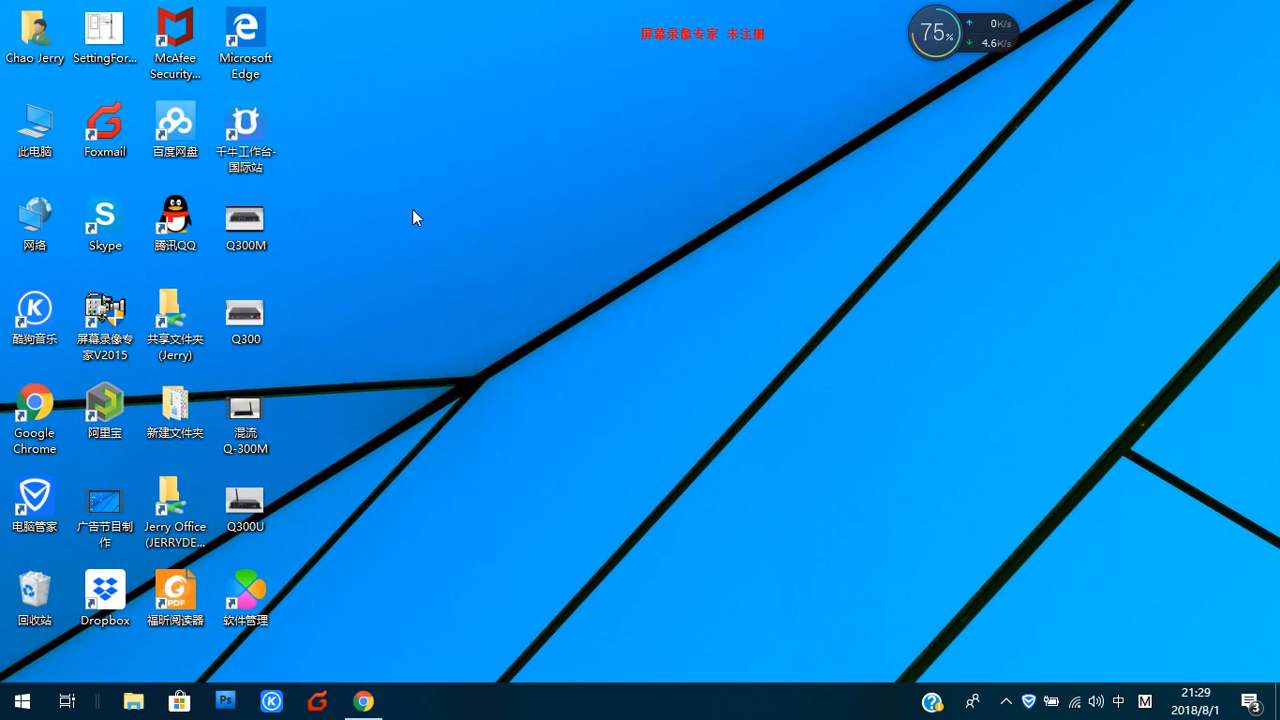 屏幕录像专家 未注册
75%
0K/s
4.6K/s
Chao Jerry
SettingFor...
McAfee
Security...
Microsoft
Edge
此电脑
Foxmail
百度网盘
千牛工作台-
国际站
网络
Skype
腾讯QQ
Q300M
酷狗音乐
屏幕录像专
家V2015
共享文件夹
(Jerry)
Q300
Google
Chrome
阿里宝
新建文件夹
混流
Q-300M
电脑管家
广告节目制
作
Jerry Office
(JERRYDE...
Q300U
回收站
Dropbox
PDF
福昕阅读器
软件管理
Ps
中
M
21:29
2018/8/1
3